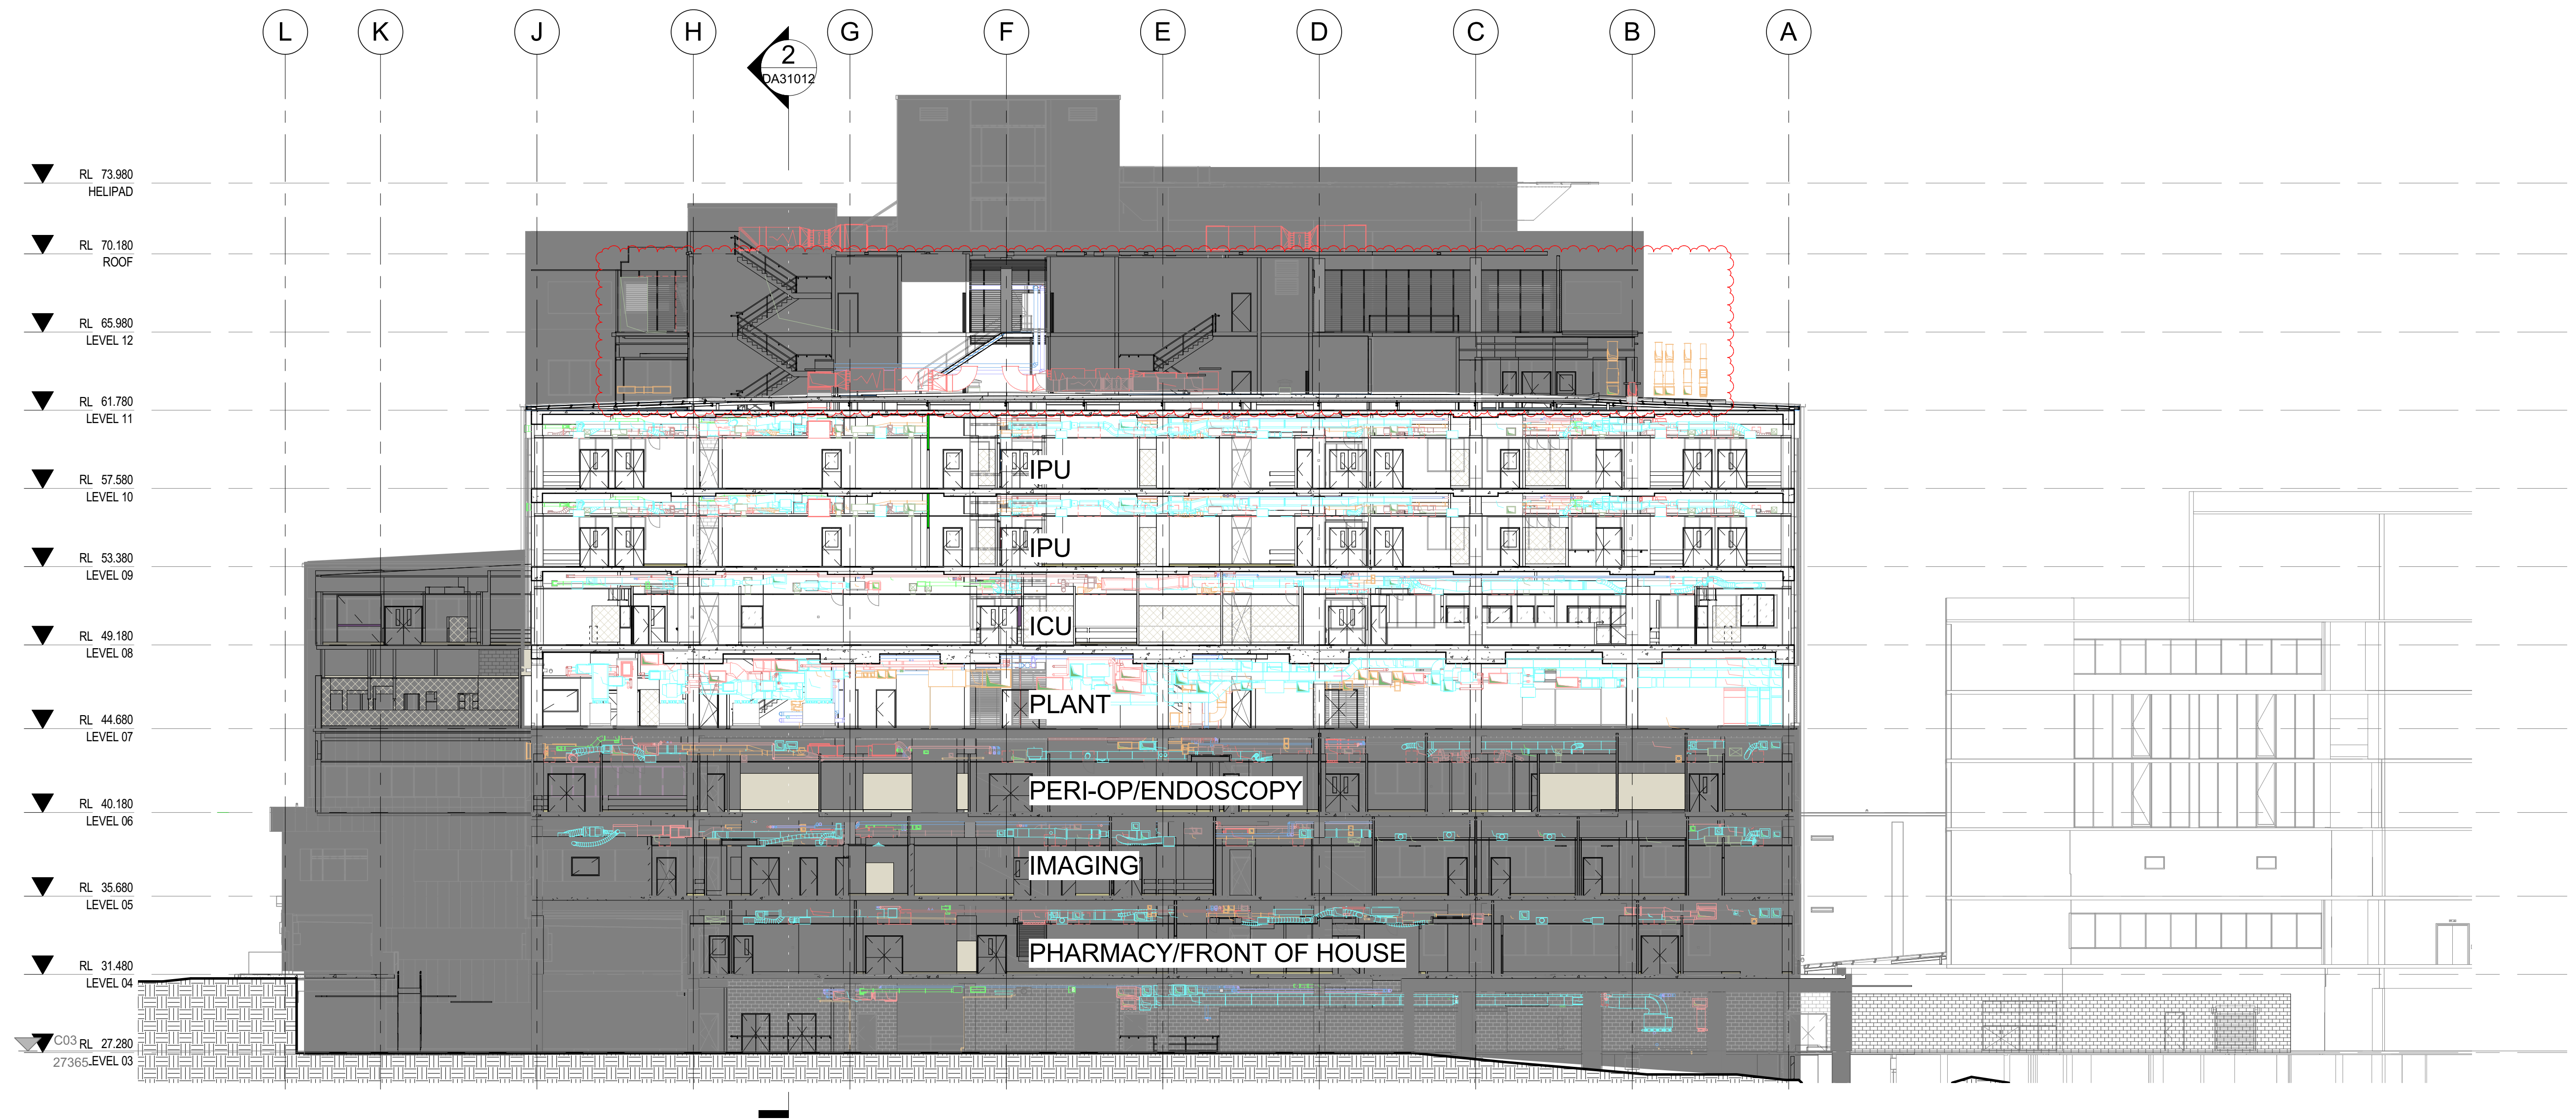 L K J H G F E D C B A
2
DA31012
RL 73.980
HELIPAD
RL 70.180
ROOF
RL 65.980
LEVEL 12
RL 61.780
LEVEL 11
IPU
RL 57.580
LEVEL 10
IPU
RL 53.380
LEVEL 09
ICU
RL 49.180
LEVEL 08
PLANT
RL 44.680
LEVEL 07
PERI-OP/ENDOSCOPY
RL 40.180
LEVEL 06
IMAGING
RL 35.680
LEVEL 05
PHARMACY/FRONT OF HOUSE
RL 31.480
LEVEL 04
C03
RL 27.280
27365
LEVEL 03